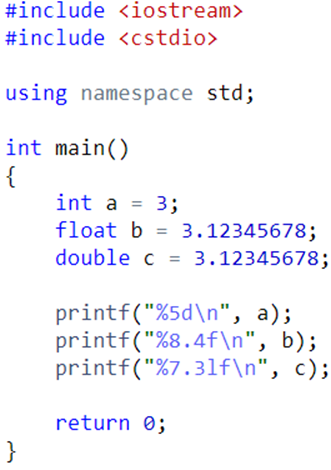 #include <iostream>
#include <cstdio>
using namespace std;
int main()
{
    int a = 3;
    float b = 3.12345678;
    double c = 3.12345678;
    printf("%5d\n", a);
    printf("%8.4f\n", b);
    printf("%7.3lf\n", c);
    return 0;
}